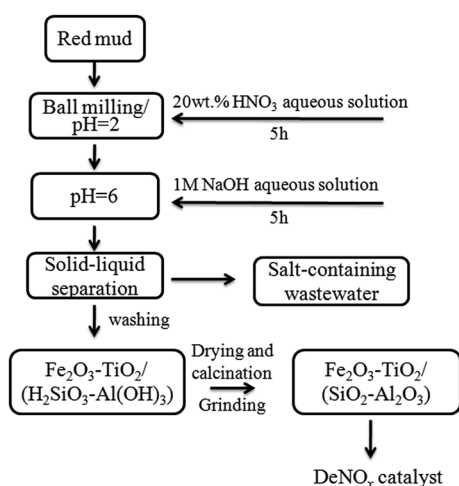 Red mud
Ball milling/
pH=2
20wt.% HNO₃ aqueous solution
5h
pH=6
1M NaOH aqueous solution
5h
Solid-liquid
separation
Salt-containing
wastewater
washing
Fe₂O₃-TiO₂/
(H₂SiO₃-Al(OH)₃)
Drying and
calcination
Grinding
Fe₂O₃-TiO₂/
(SiO₂-Al₂O₃)
DeNOₓ catalyst